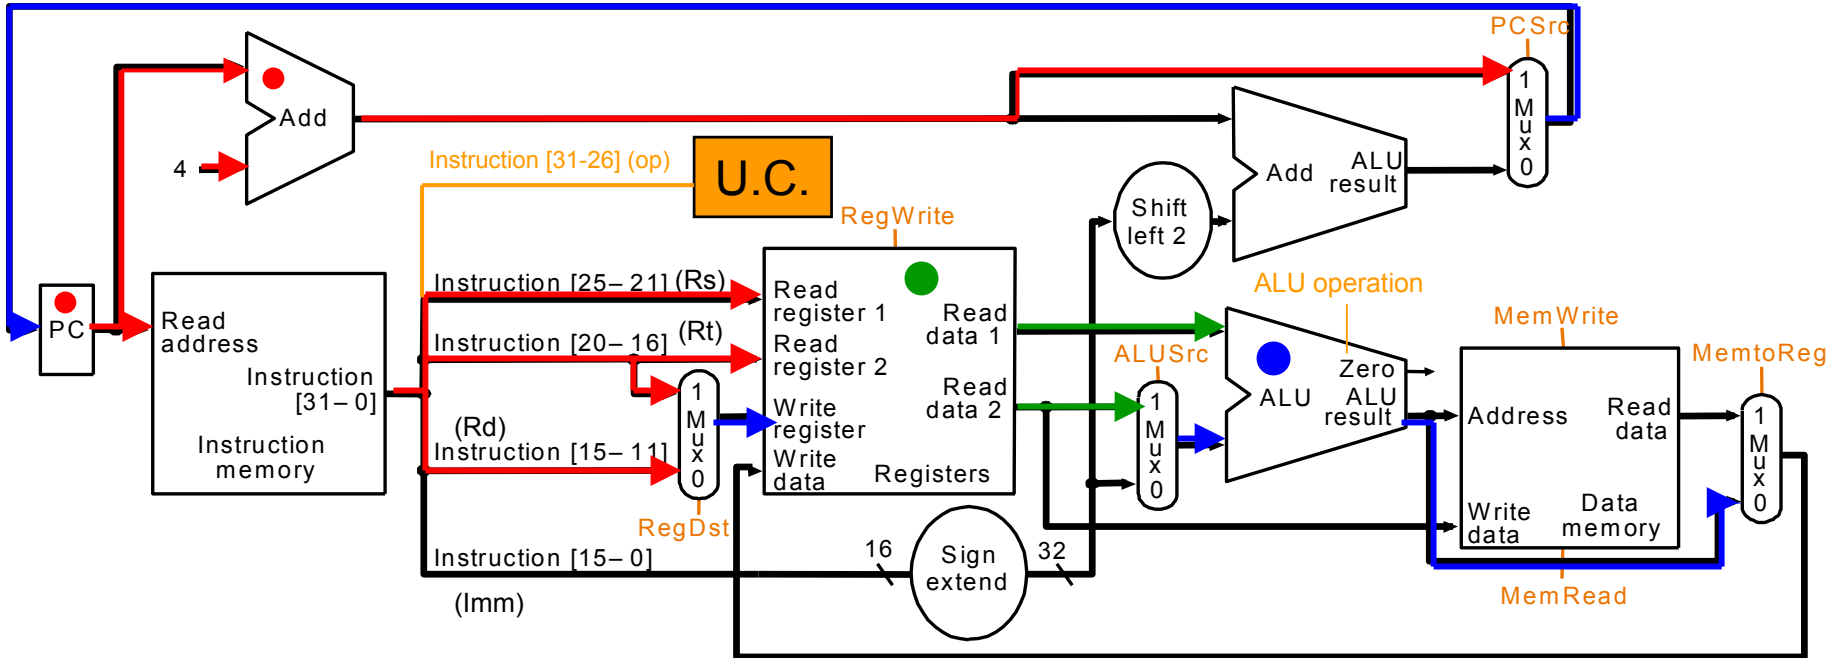 PCSrc
1
M
u
x
0
Add
4
Instruction [31-26] (op)
U.C.
Add
ALU
result
Shift
left 2
RegWrite
PC
Read
address
Instruction
[31– 0]
Instruction
memory
Instruction [25– 21] (Rs)
Instruction [20– 16] (Rt)
(Rd)
Instruction [15– 11]
Instruction [15– 0]
(Imm)
1
M
u
x
0
RegDst
Read
register 1
Read
register 2
Write
register
Write
data
Read
data 1
Read
data 2
Registers
16
Sign
extend
32
ALUSrc
1
M
u
x
0
ALU operation
Zero
ALU
ALU
result
MemWrite
Address
Read
data
Write
data
Data
memory
MemRead
MemtoReg
1
M
u
x
0